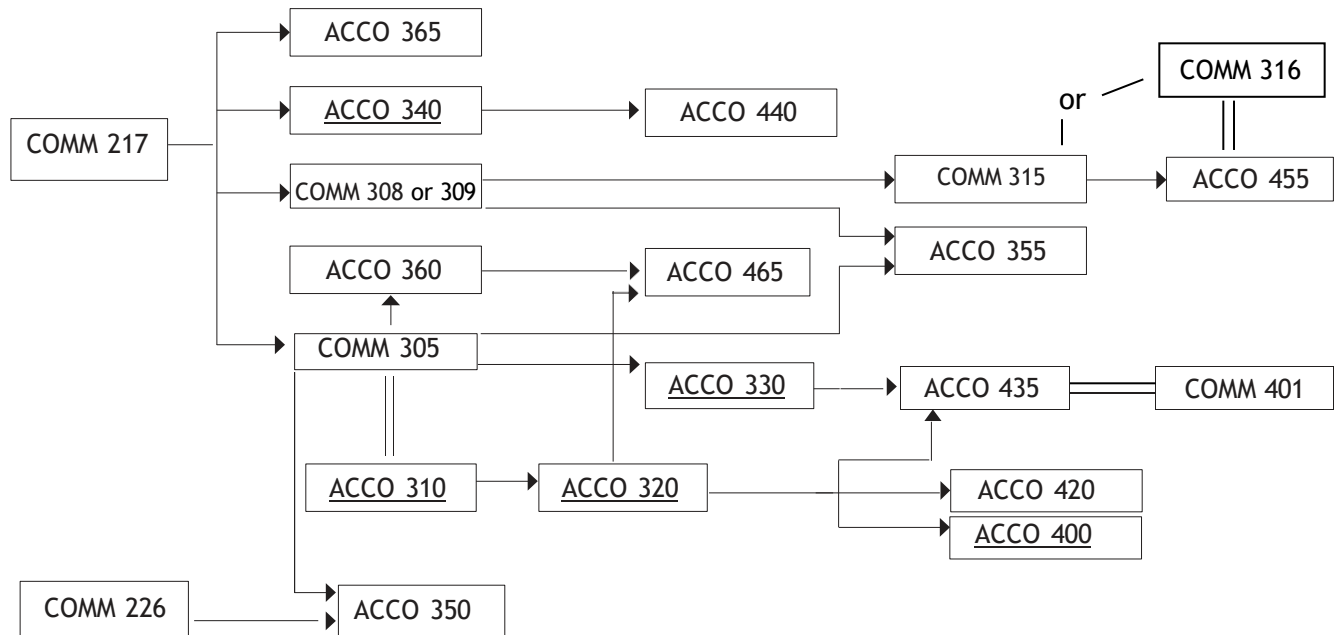 ACCO 365
COMM 316
or
ACCO 340
ACCO 440
COMM 217
COMM 308 or 309
COMM 315
ACCO 455
ACCO 355
ACCO 360
ACCO 465
COMM 305
ACCO 330
ACCO 435
COMM 401
ACCO 310
ACCO 320
ACCO 420
ACCO 400
COMM 226
ACCO 350